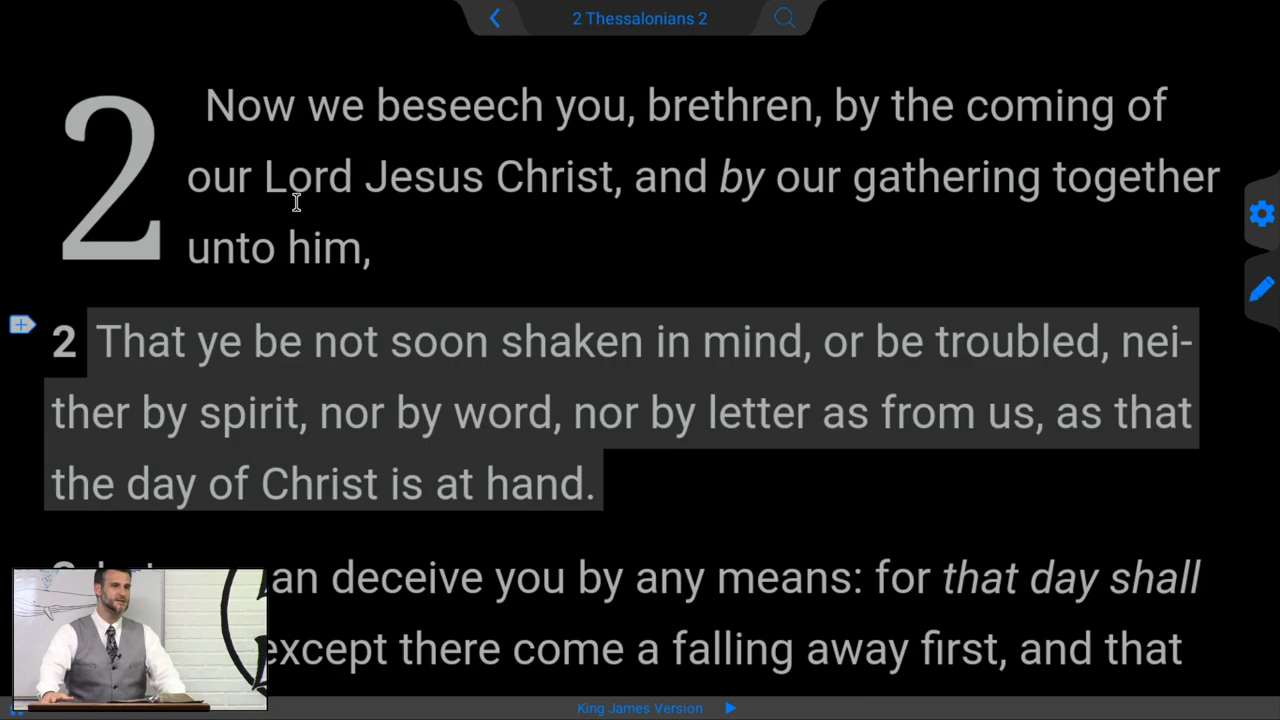 2 Thessalonians 2
2 Now we beseech you, brethren, by the coming of
our Lord Jesus Christ, and by our gathering together
unto him,
2 That ye be not soon shaken in mind, or be troubled, nei-
ther by spirit, nor by word, nor by letter as from us, as that
the day of Christ is at hand.
an deceive you by any means: for that day shall
except there come a falling away first, and that
King James Version